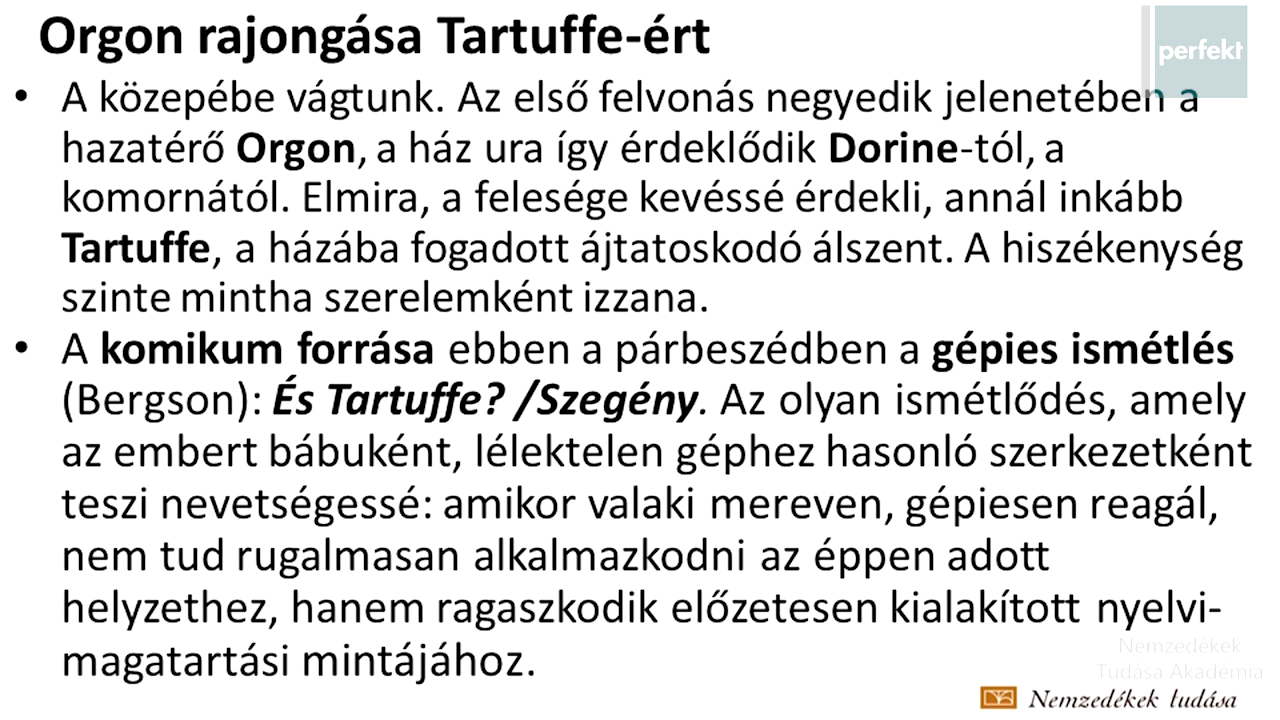 Orgon rajongása Tartuffe-ért
perfekt
• A közepébe vágtunk. Az első felvonás negyedik jelenetében a
hazatérő Orgon, a ház ura így érdeklődik Dorine-tól, a
komornától. Elmira, a felesége kevéssé érdekli, annál inkább
Tartuffe, a házába fogadott ájtatoskodó álszent. A hiszékenység
szinte mintha szerelemként izzana.
• A komikum forrása ebben a párbeszédben a gépies ismétlés
(Bergson): És Tartuffe? /Szegény. Az olyan ismétlődés, amely
az embert bábuként, lélektelen géphez hasonló szerkezetként
teszi nevetségessé: amikor valaki mereven, gépiesen reagál,
nem tud rugalmasan alkalmazkodni az éppen adott
helyzethez, hanem ragaszkodik előzetesen kialakított nyelvi-
magatartási mintájához.
Nemzedékek
Tudása Akadémia
Nemzedékek tudása